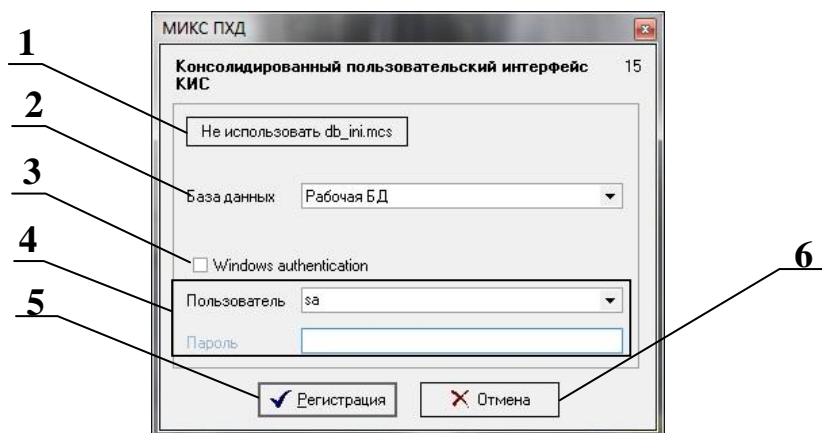 МИКС ПХД
Консолидированный пользовательский интерфейс 15
КИС
1
Не использовать db_ini.mcs
2
База данных Рабочая БД
3
Windows authentication
4
Пользователь sa
5
6
Пароль
Регистрация Отмена